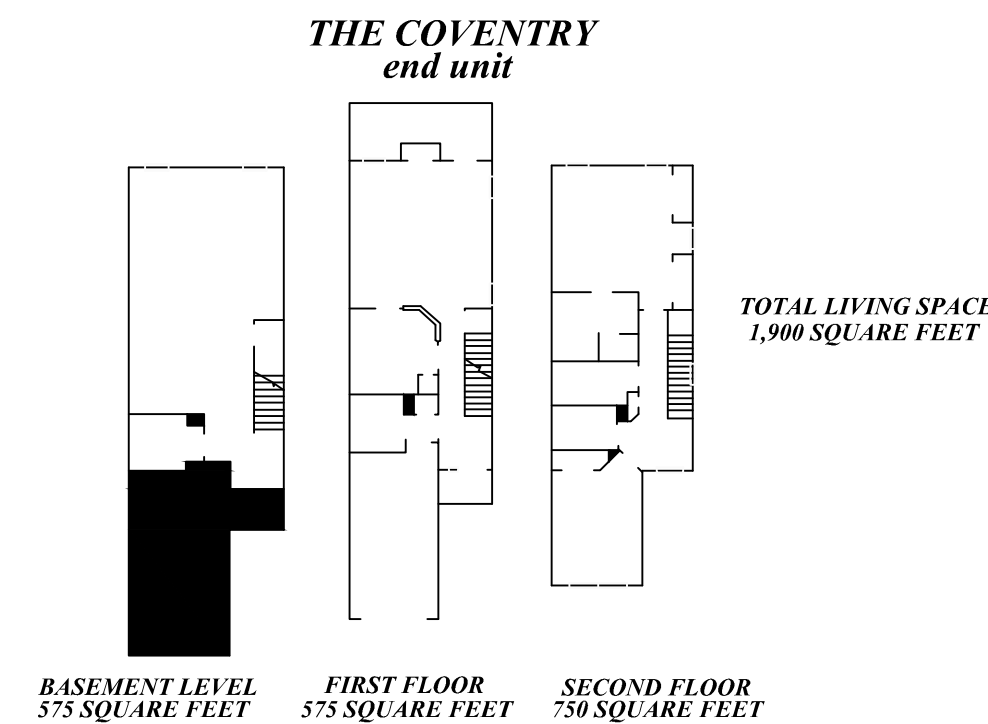 THE COVENTRY
end unit
TOTAL LIVING SPACE
1,900 SQUARE FEET
BASEMENT LEVEL
575 SQUARE FEET
FIRST FLOOR
575 SQUARE FEET
SECOND FLOOR
750 SQUARE FEET